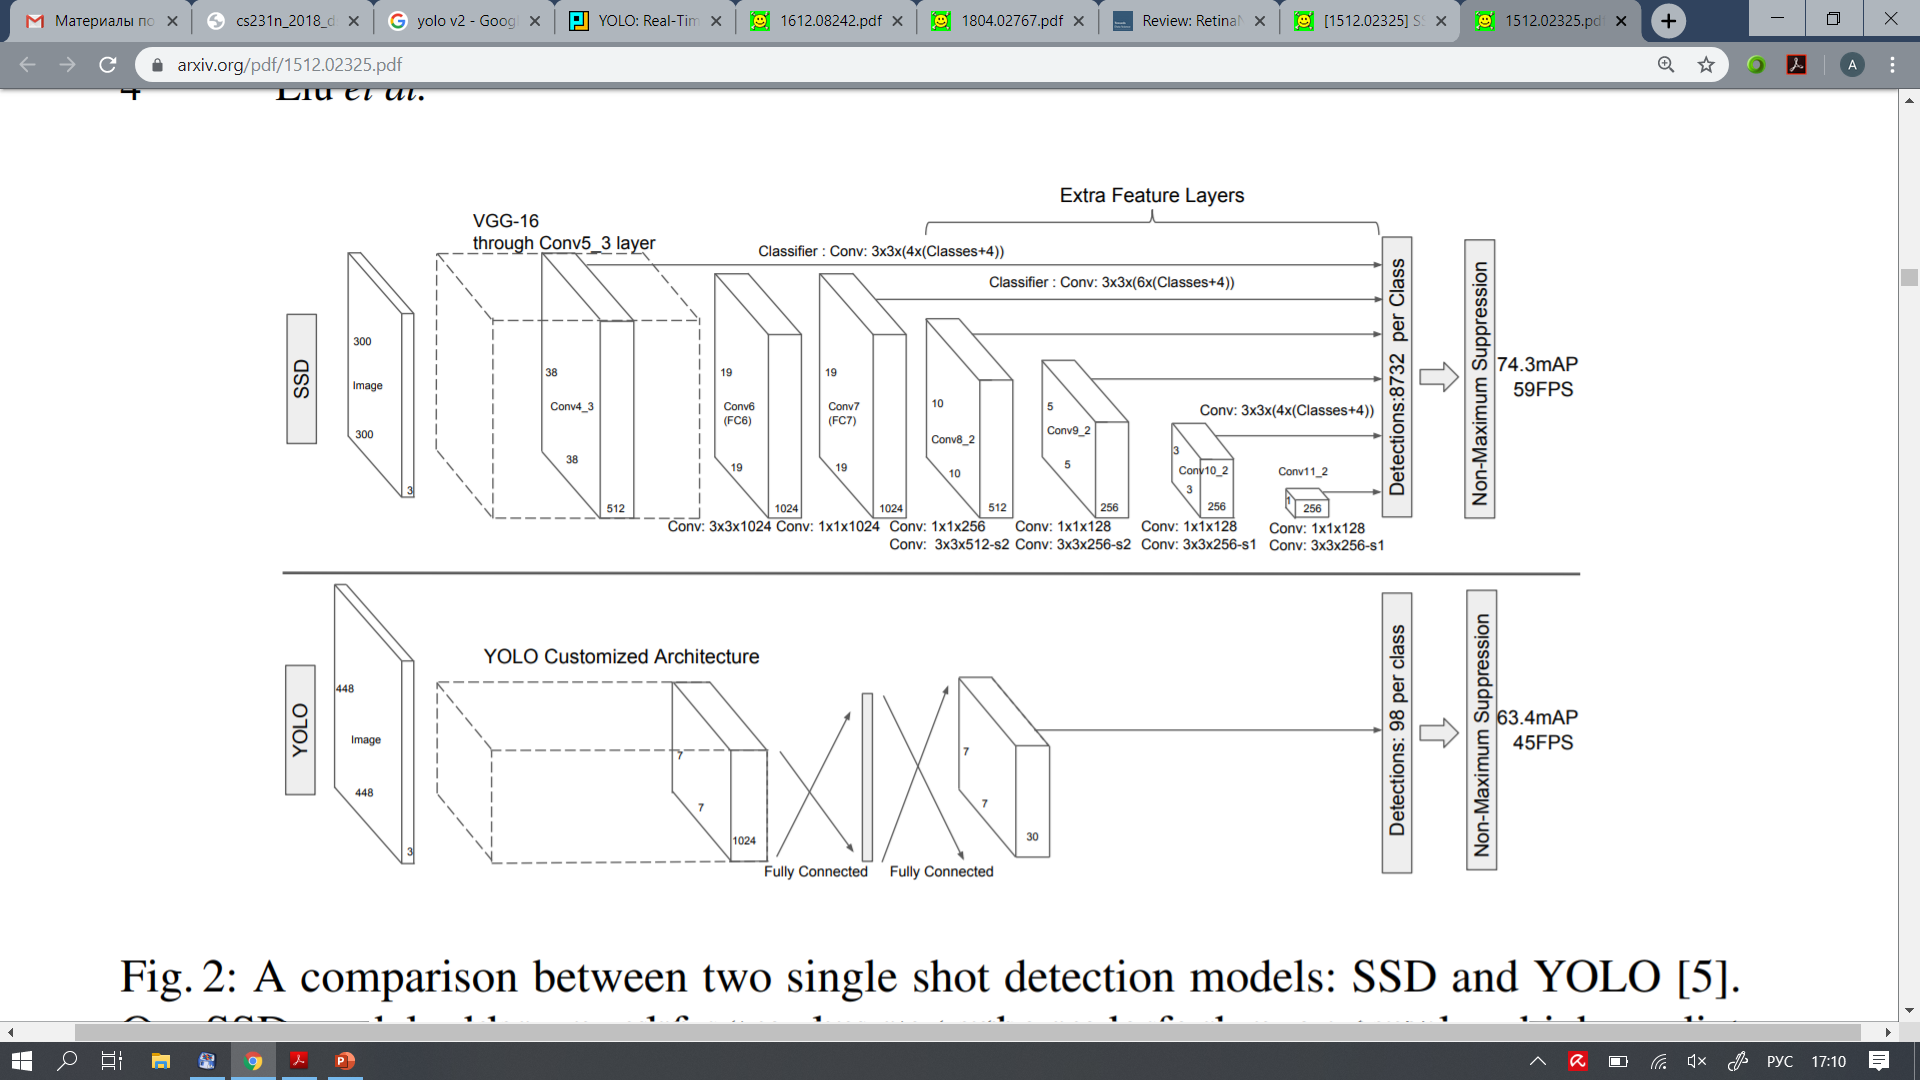 Материалы по
cs231n_2018_d
yolo v2 - Goog
YOLO: Real-Tim
1612.08242.pdf
1804.02767.pdf
Review: Retina
[1512.02325] S
1512.02325.pd
arxiv.org/pdf/1512.02325.pdf
A
4 Liu et al.
Extra Feature Layers
VGG-16
through Conv5_3 layer
Classifier : Conv: 3x3x(4x(Classes+4))
Classifier : Conv: 3x3x(6x(Classes+4))
SSD
300
Image
300
3
38
Conv4_3
38
512
19
Conv6
(FC6)
19
1024
19
Conv7
(FC7)
19
1024
10
Conv8_2
10
512
5
Conv9_2
5
256
Conv: 3x3x(4x(Classes+4))
3
Conv10_2
3
256
Conv11_2
1
256
Conv: 3x3x1024 Conv: 1x1x1024 Conv: 1x1x256 Conv: 1x1x128 Conv: 1x1x128 Conv: 1x1x128
Conv: 3x3x512-s2 Conv: 3x3x256-s2 Conv: 3x3x256-s1 Conv: 3x3x256-s1
Detections:8732 per Class
Non-Maximum Suppression
74.3mAP
59FPS
YOLO
448
Image
448
3
YOLO Customized Architecture
7
7
1024
Fully Connected
Fully Connected
7
7
30
Detections: 98 per class
Non-Maximum Suppression
63.4mAP
45FPS
Fig. 2: A comparison between two single shot detection models: SSD and YOLO [5].
РУС
17:10